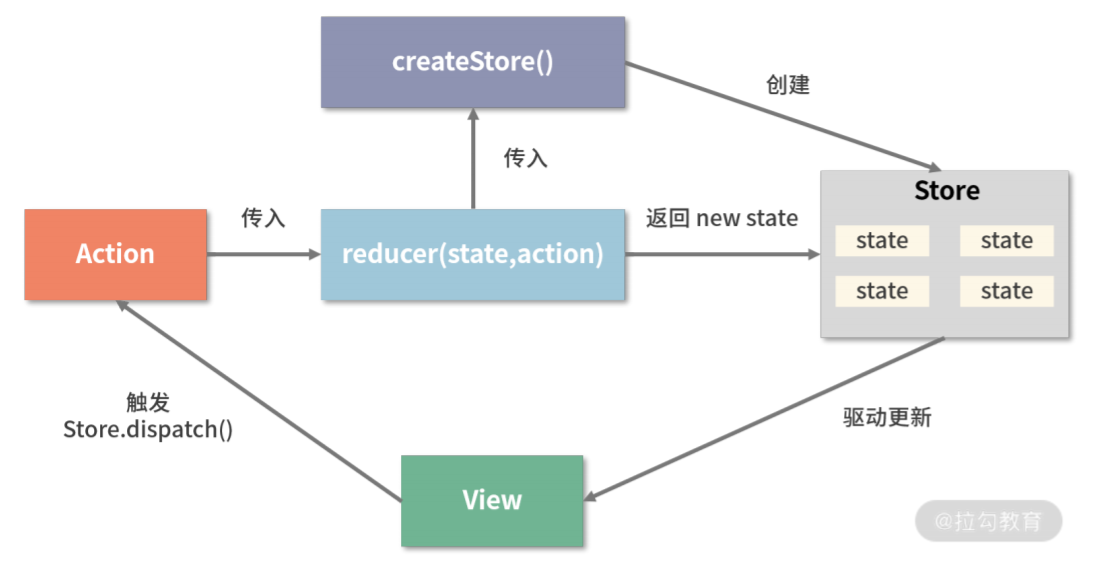 createStore()
创建
传入
Store
Action
传入
reducer(state,action)
返回 new state
state
state
state
state
触发
Store.dispatch()
驱动更新
View
@拉勾教育